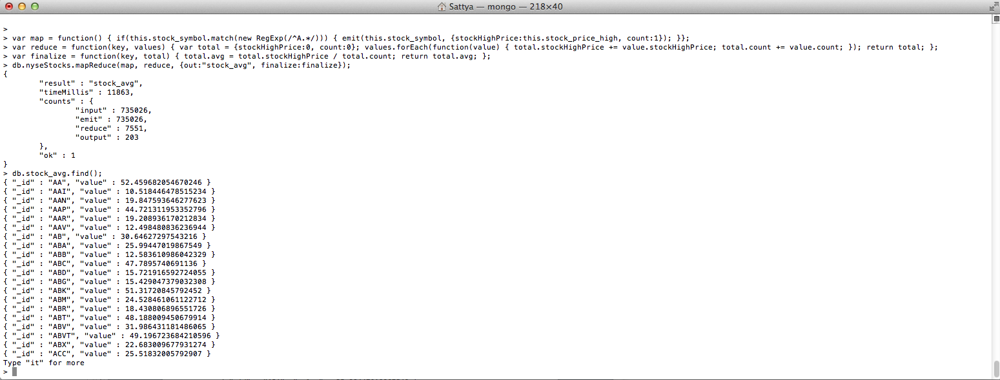 Sattya — mongo — 218×40
>
> var map = function() { if(this.stock_symbol.match(new RegExp(/^A.*/))) { emit(this.stock_symbol, {stockHighPrice:this.stock_price_high, count:1}); }};
> var reduce = function(key, values) { var total = {stockHighPrice:0, count:0}; values.forEach(function(value) { total.stockHighPrice += value.stockHighPrice; total.count += value.count; }); return total; };
> var finalize = function(key, total) { total.avg = total.stockHighPrice / total.count; return total.avg; };
> db.nyseStocks.mapReduce(map, reduce, {out:"stock_avg", finalize:finalize});
{
        "result" : "stock_avg",
        "timeMillis" : 11863,
        "counts" : {
                "input" : 735026,
                "emit" : 735026,
                "reduce" : 7551,
                "output" : 203
        },
        "ok" : 1
}
> db.stock_avg.find();
{ "_id" : "AA", "value" : 52.459682054670246 }
{ "_id" : "AAI", "value" : 10.518446478515234 }
{ "_id" : "AAN", "value" : 19.847593646277623 }
{ "_id" : "AAP", "value" : 44.721311953352796 }
{ "_id" : "AAR", "value" : 19.208936170212834 }
{ "_id" : "AAV", "value" : 12.498480836236944 }
{ "_id" : "AB", "value" : 30.64627297543216 }
{ "_id" : "ABA", "value" : 25.99447019867549 }
{ "_id" : "ABB", "value" : 12.583610986042329 }
{ "_id" : "ABC", "value" : 47.7895740691136 }
{ "_id" : "ABD", "value" : 15.721916592724055 }
{ "_id" : "ABG", "value" : 15.429047379032308 }
{ "_id" : "ABK", "value" : 51.31720845792452 }
{ "_id" : "ABM", "value" : 24.528461061122712 }
{ "_id" : "ABR", "value" : 18.430806896551726 }
{ "_id" : "ABT", "value" : 48.188009450679914 }
{ "_id" : "ABV", "value" : 31.986431181486065 }
{ "_id" : "ABVT", "value" : 49.196723684210596 }
{ "_id" : "ABX", "value" : 22.683009677931274 }
{ "_id" : "ACC", "value" : 25.51832005792907 }
Type "it" for more
>